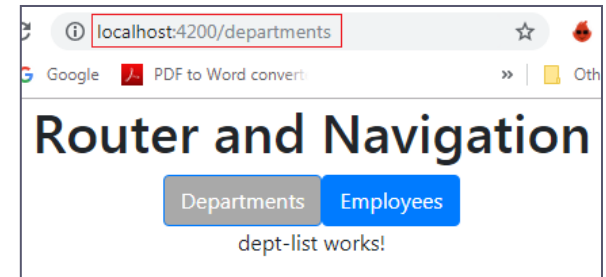 localhost:4200/departments
Google PDF to Word convert » Oth
Router and Navigation
Departments Employees
dept-list works!